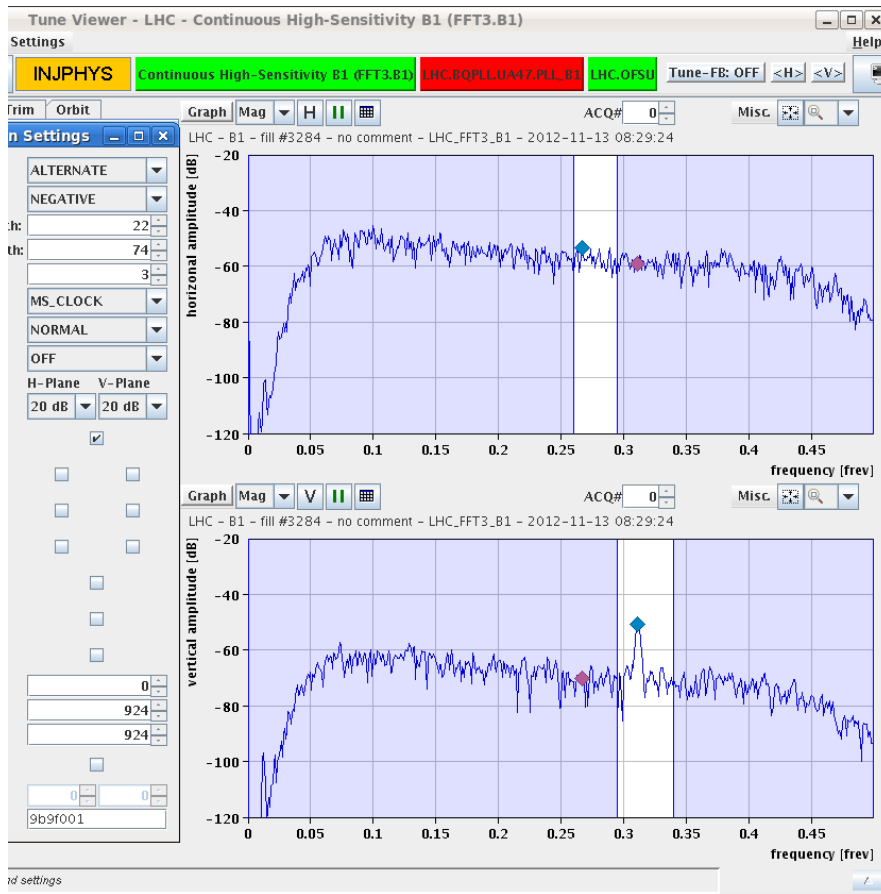 Tune Viewer - LHC - Continuous High-Sensitivity B1 (FFT3.B1)
Settings Help
INJPHYS Continuous High-Sensitivity B1 (FFT3.B1) LHC.BQPLL.UA47.PLL_B1 LHC.OFSU Tune-FB: OFF <H> <V>
Trim Orbit
n Settings
ALTERNATE
NEGATIVE
th: 22
th: 74
3
MS_CLOCK
NORMAL
OFF
H-Plane V-Plane
20 dB 20 dB
0
924
924
0 0
9b9f001
nd settings
Graph Mag H ACQ# 0 Misc.
LHC - B1 - fill #3284 - no comment - LHC_FFT3_B1 - 2012-11-13 08:29:24
horizonal amplitude [dB]
-20
-40
-60
-80
-100
-120
0 0.05 0.1 0.15 0.2 0.25 0.3 0.35 0.4 0.45
frequency [frev]
Graph Mag V ACQ# 0 Misc.
LHC - B1 - fill #3284 - no comment - LHC_FFT3_B1 - 2012-11-13 08:29:24
vertical amplitude [dB]
-20
-40
-60
-80
-100
-120
0 0.05 0.1 0.15 0.2 0.25 0.3 0.35 0.4 0.45
frequency [frev]